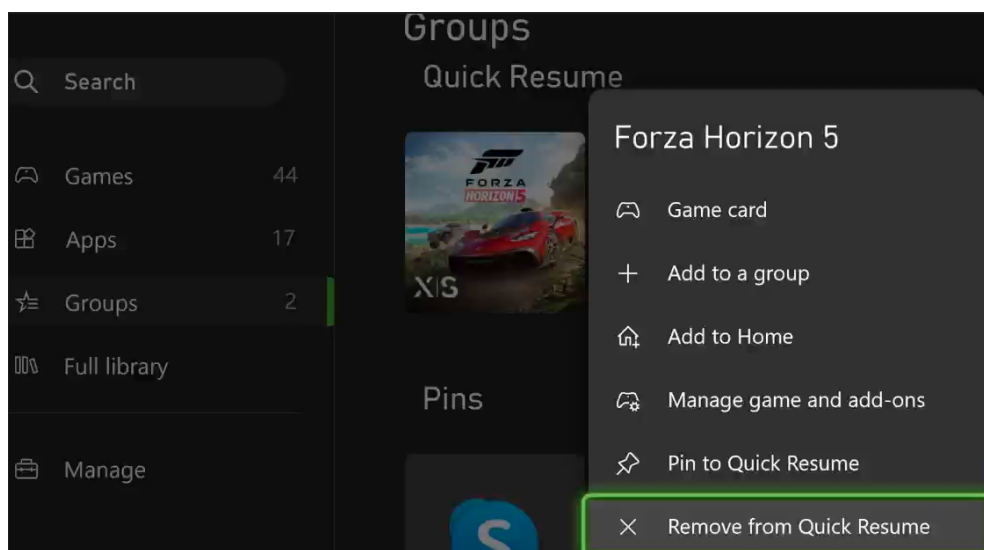 Groups
Quick Resume
Search
Games 44
Apps 17
Groups 2
Full library
Manage
FORZA
HORIZON 5
X|S
Pins
S
Forza Horizon 5
Game card
Add to a group
Add to Home
Manage game and add-ons
Pin to Quick Resume
Remove from Quick Resume